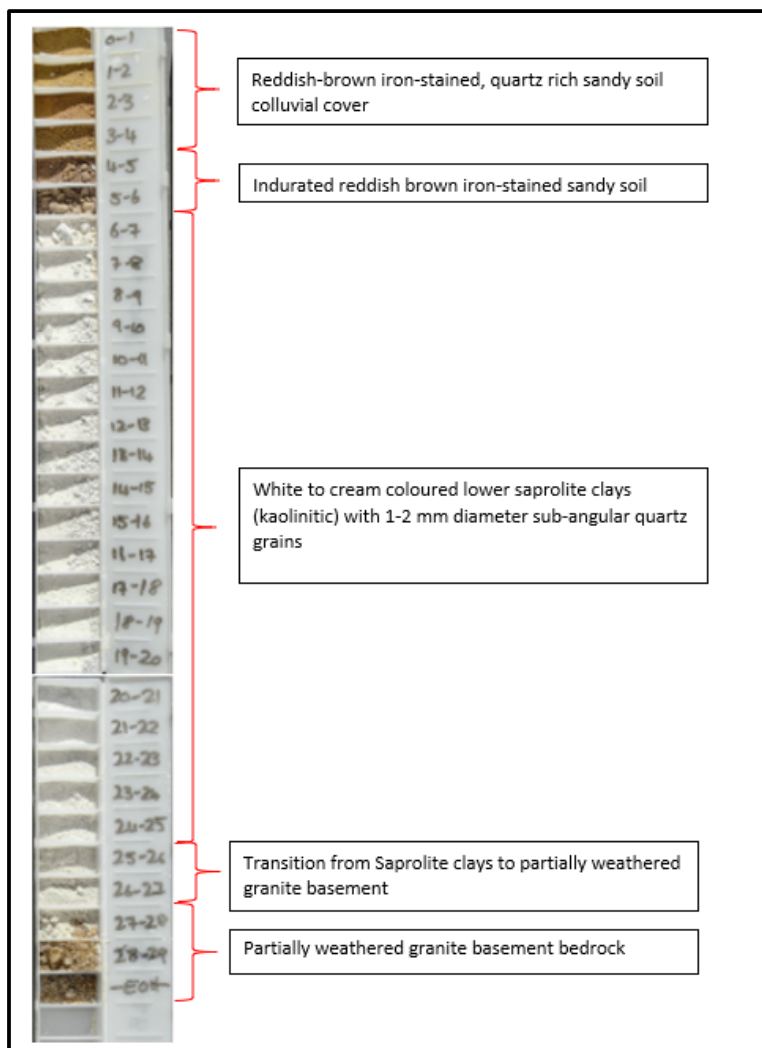 0-1
1-2
2-3
3-4
4-5
5-6
6-7
7-8
8-9
9-10
10-11
11-12
12-13
13-14
14-15
15-16
16-17
17-18
18-19
19-20
20-21
21-22
22-23
23-24
24-25
25-26
26-27
27-28
28-29
-EOH-
Reddish-brown iron-stained, quartz rich sandy soil
colluvial cover
Indurated reddish brown iron-stained sandy soil
White to cream coloured lower saprolite clays
(kaolinitic) with 1-2 mm diameter sub-angular quartz
grains
Transition from Saprolite clays to partially weathered
granite basement
Partially weathered granite basement bedrock